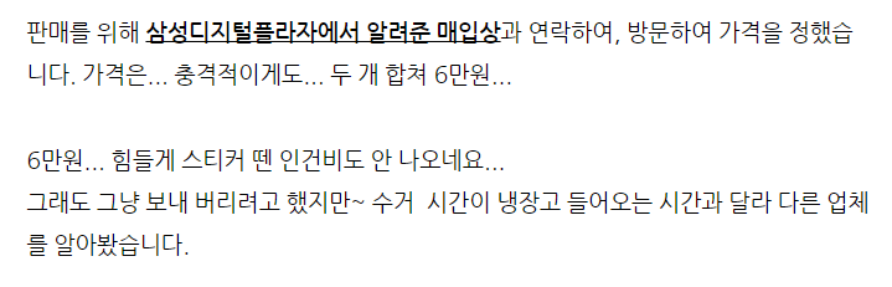 판매를 위해 삼성디지털플라자에서 알려준 매입상과 연락하여, 방문하여 가격을 정했습
니다. 가격은... 충격적이게도... 두 개 합쳐 6만원...
6만원... 힘들게 스티커 뗀 인건비도 안 나오네요...
그래도 그냥 보내 버리려고 했지만~ 수거  시간이 냉장고 들어오는 시간과 달라 다른 업체
를 알아봤습니다.